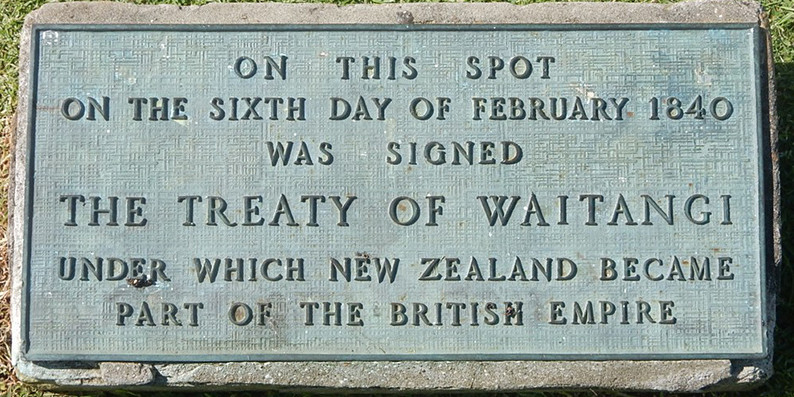 ON THIS SPOT
ON THE SIXTH DAY OF FEBRUARY 1840
WAS SIGNED
THE TREATY OF WAITANGI
UNDER WHICH NEW ZEALAND BECAME
PART OF THE BRITISH EMPIRE